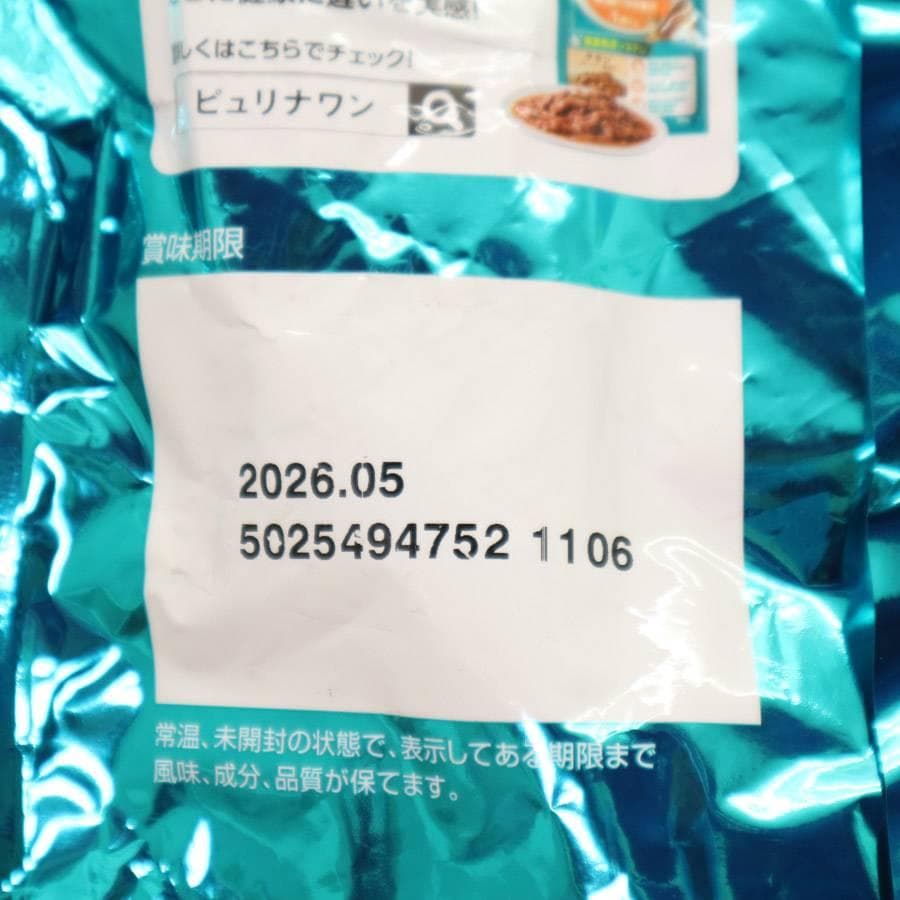 しくはこちらでチェック!
ピュリナワン
賞味期限
2026.05
5025494752 1106
常温、未開封の状態で、表示してある期限まで
風味、成分、品質が保てます。